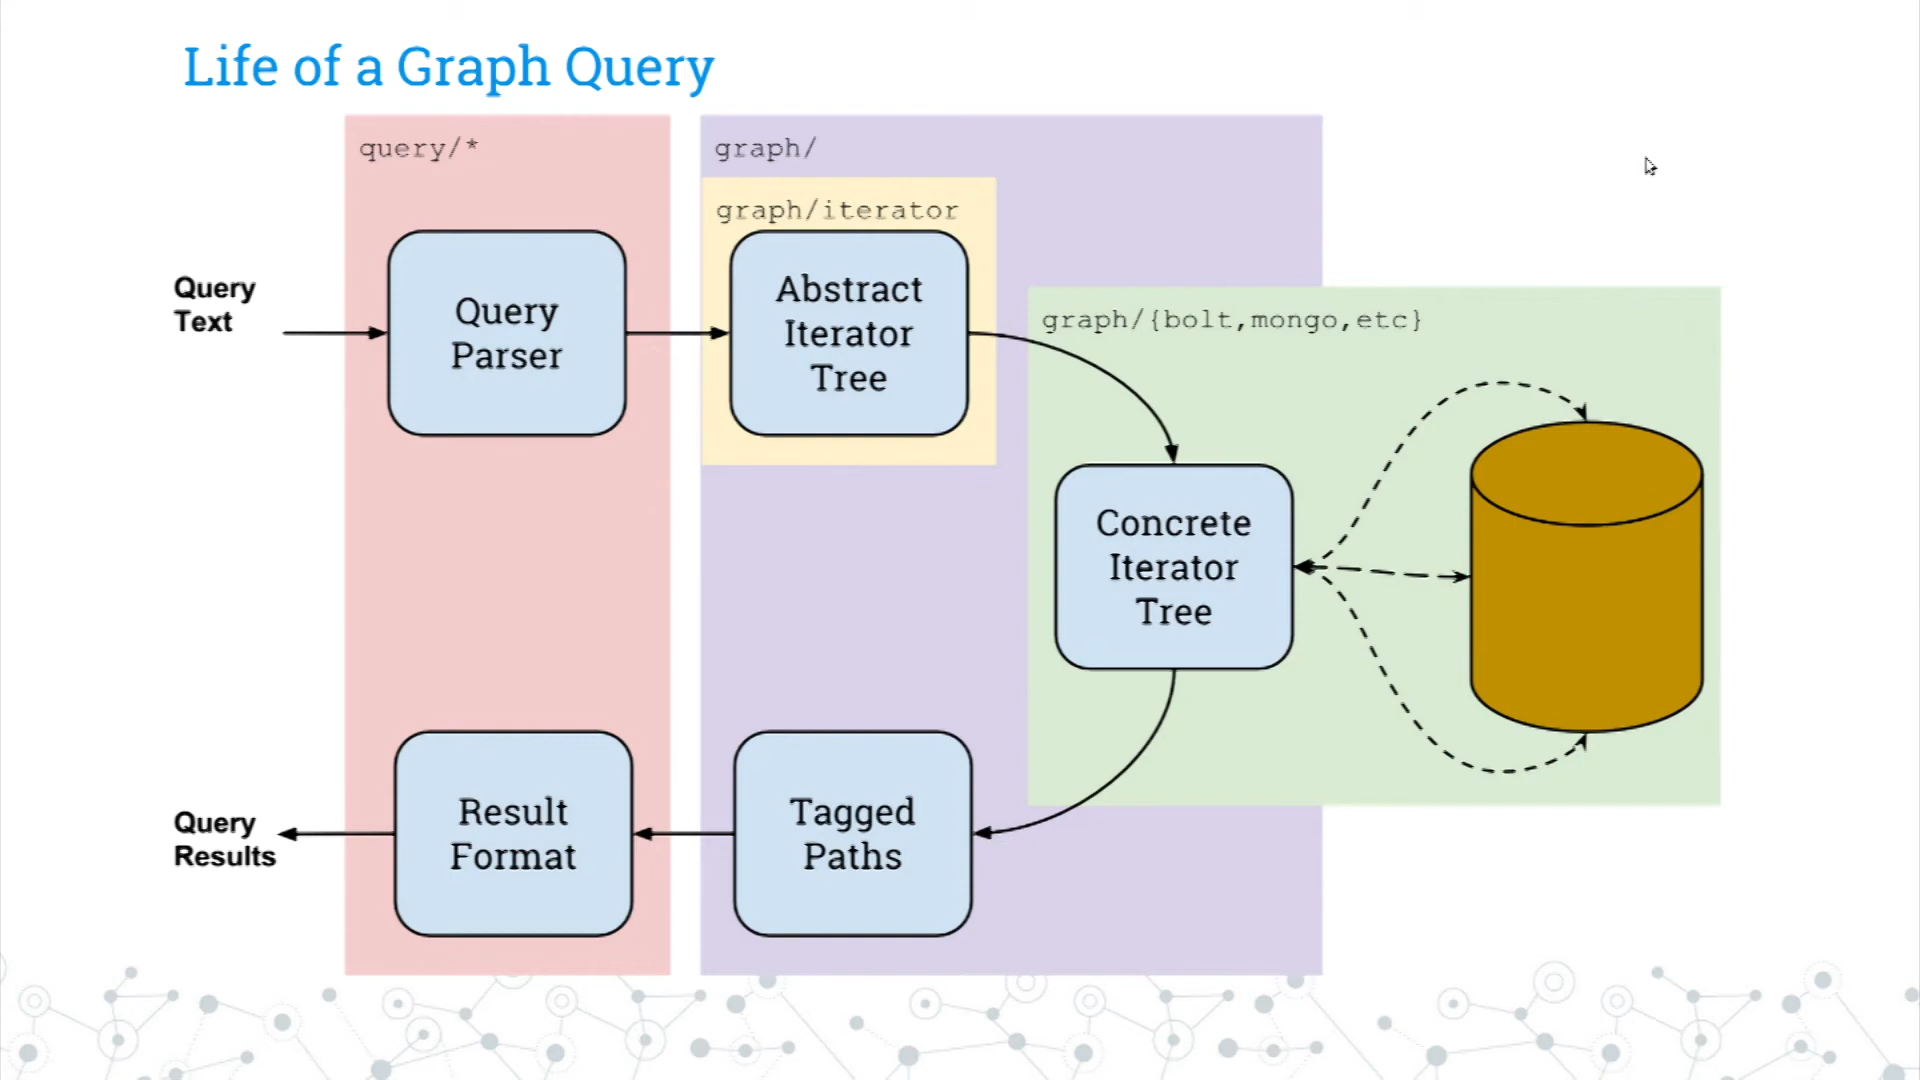 Life of a Graph Query
query/*
graph/
graph/iterator
Query
Text
Query
Parser
Abstract
Iterator
Tree
graph/{bolt,mongo,etc}
Concrete
Iterator
Tree
Query
Results
Result
Format
Tagged
Paths